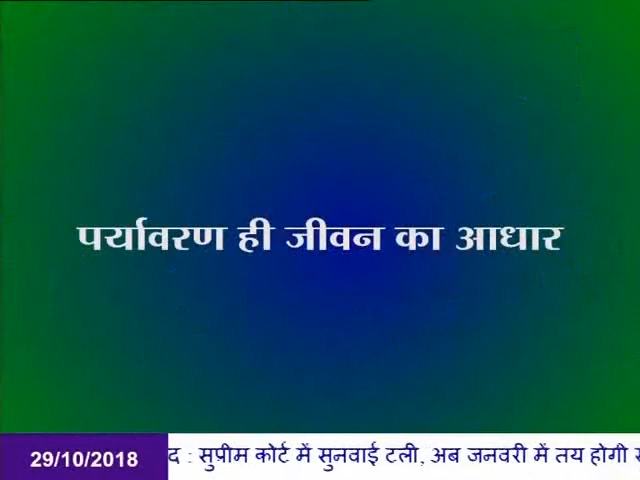 पर्यावरण ही जीवन का आधार
29/10/2018
द : सुप्रीम कोर्ट में सुनवाई टली, अब जनवरी में तय होगी